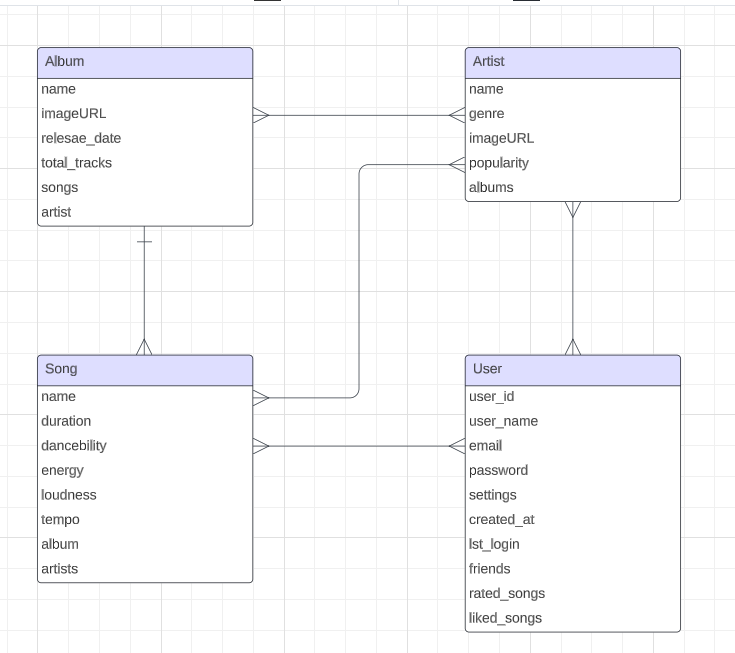 Album
name
imageURL
relesae_date
total_tracks
songs
artist
Artist
name
genre
imageURL
popularity
albums
Song
name
duration
dancebility
energy
loudness
tempo
album
artists
User
user_id
user_name
email
password
settings
created_at
lst_login
friends
rated_songs
liked_songs